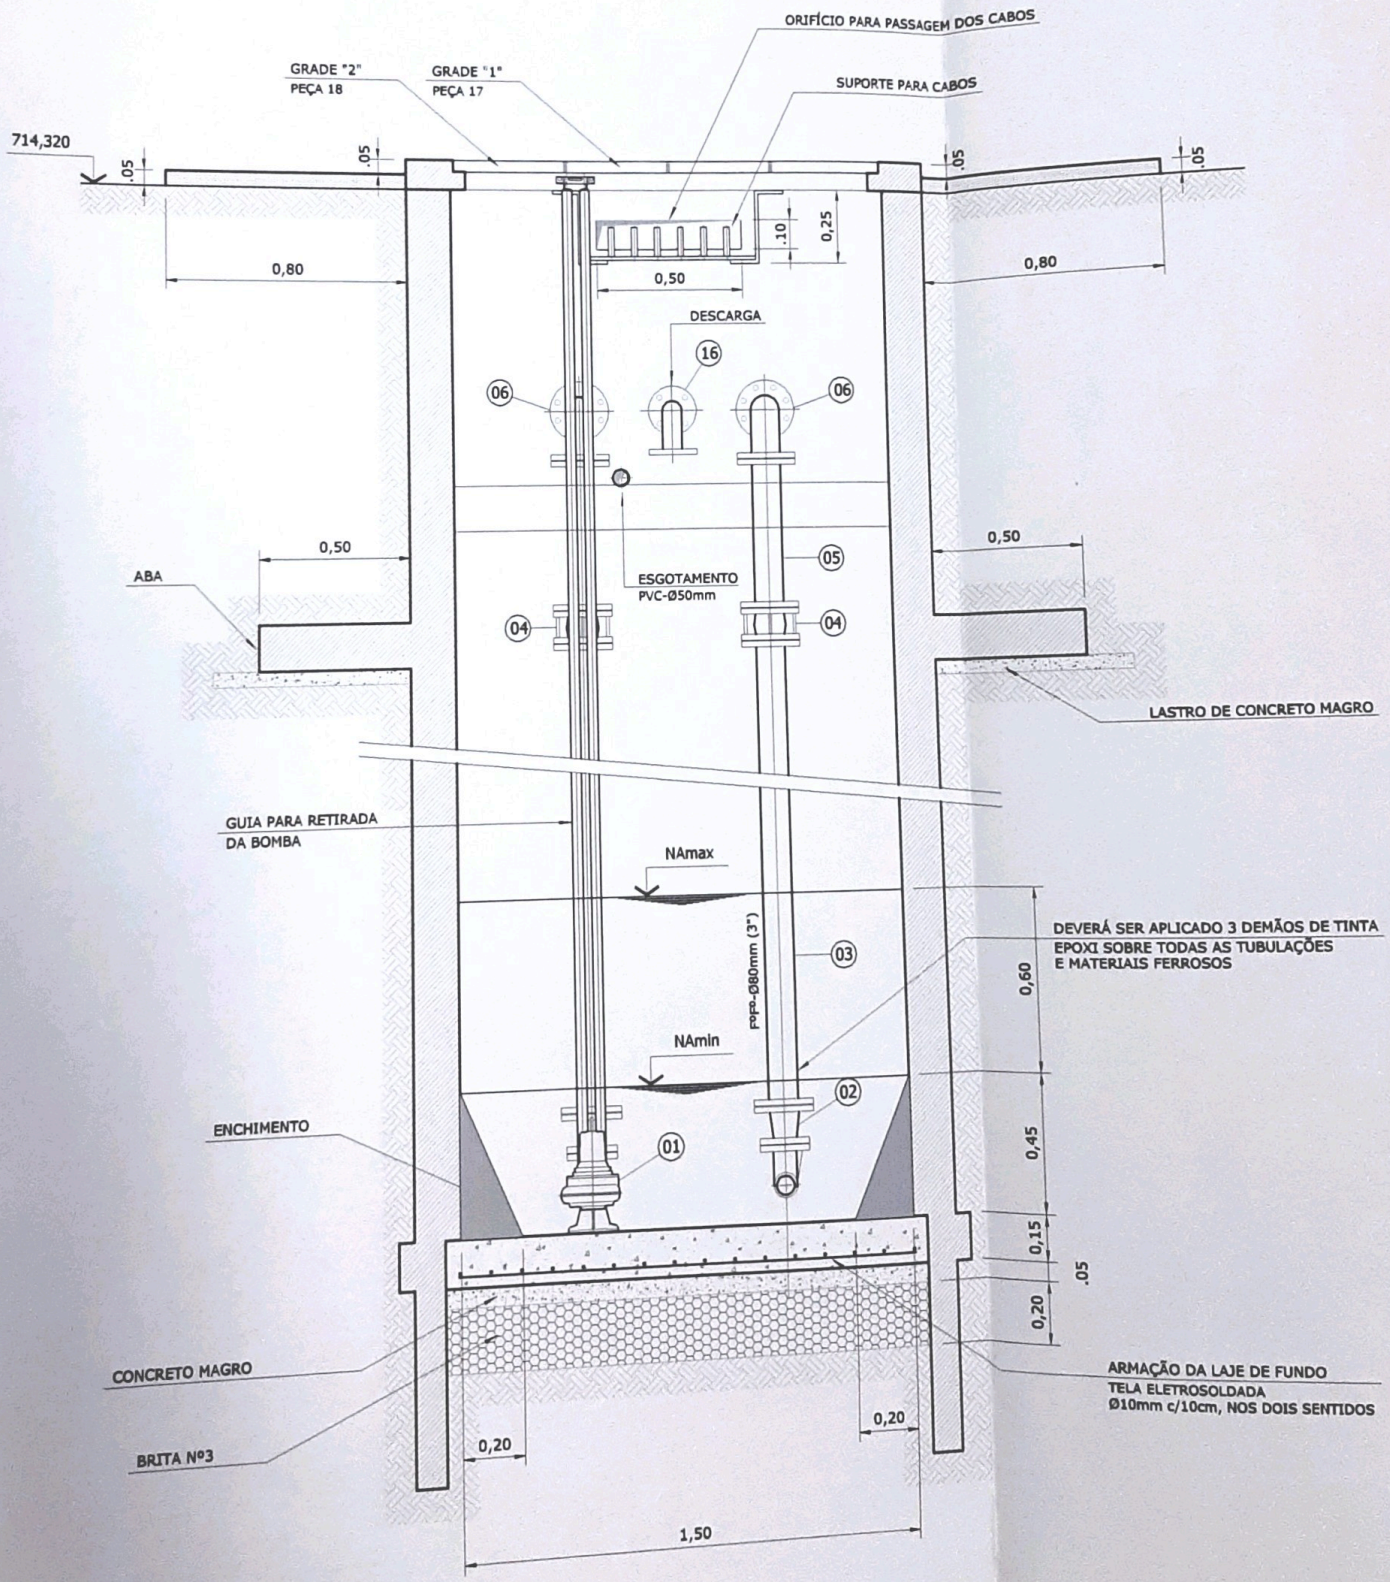 ORIFÍCIO PARA PASSAGEM DOS CABOS
GRADE "2"
PEÇA 18
GRADE "1"
PEÇA 17
SUPORTE PARA CABOS
714,320
.05
.05
.05
.05
0,80
.10
0,25
0,50
0,80
DESCARGA
16
06
06
0,50
0,50
ABA
ESGOTAMENTO
PVC-Ø50mm
05
04
04
LASTRO DE CONCRETO MAGRO
GUIA PARA RETIRADA
DA BOMBA
NAmax
DEVERÁ SER APLICADO 3 DEMÃOS DE TINTA
EPOXI SOBRE TODAS AS TUBULAÇÕES
E MATERIAIS FERROSOS
FºFº-Ø80mm (3")
03
0,60
NAmin
02
ENCHIMENTO
01
0,45
0,15
.05
0,20
CONCRETO MAGRO
ARMAÇÃO DA LAJE DE FUNDO
TELA ELETROSOLDADA
Ø10mm c/10cm, NOS DOIS SENTIDOS
BRITA Nº3
0,20
0,20
1,50